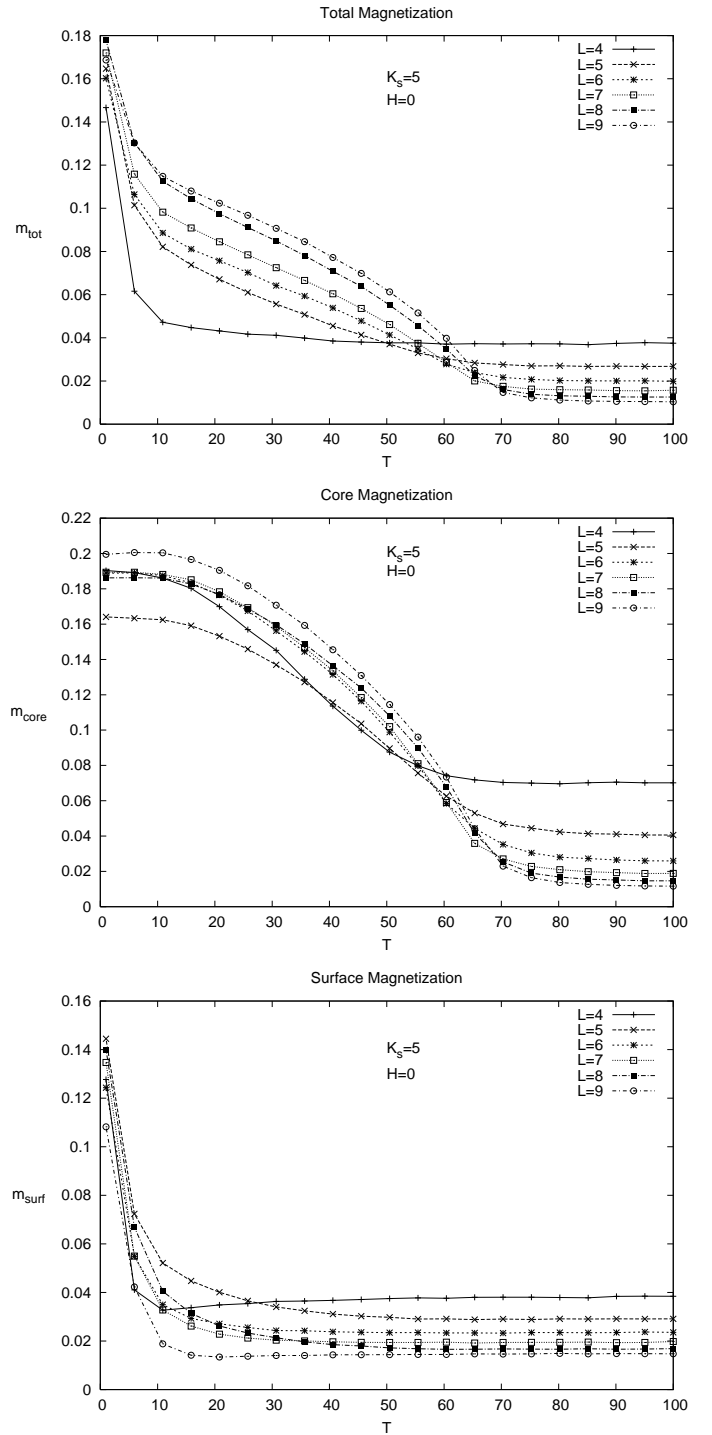 Total Magnetization
0.18
0.16
0.14
0.12
0.1
0.08
0.06
0.04
0.02
0
m_tot
K_s=5
H=0
L=4
L=5
L=6
L=7
L=8
L=9
0 10 20 30 40 50 60 70 80 90 100
T
Core Magnetization
0.22
0.2
0.18
0.16
0.14
0.12
0.1
0.08
0.06
0.04
0.02
0
m_core
K_s=5
H=0
L=4
L=5
L=6
L=7
L=8
L=9
0 10 20 30 40 50 60 70 80 90 100
T
Surface Magnetization
0.16
0.14
0.12
0.1
0.08
0.06
0.04
0.02
0
m_surf
K_s=5
H=0
L=4
L=5
L=6
L=7
L=8
L=9
0 10 20 30 40 50 60 70 80 90 100
T